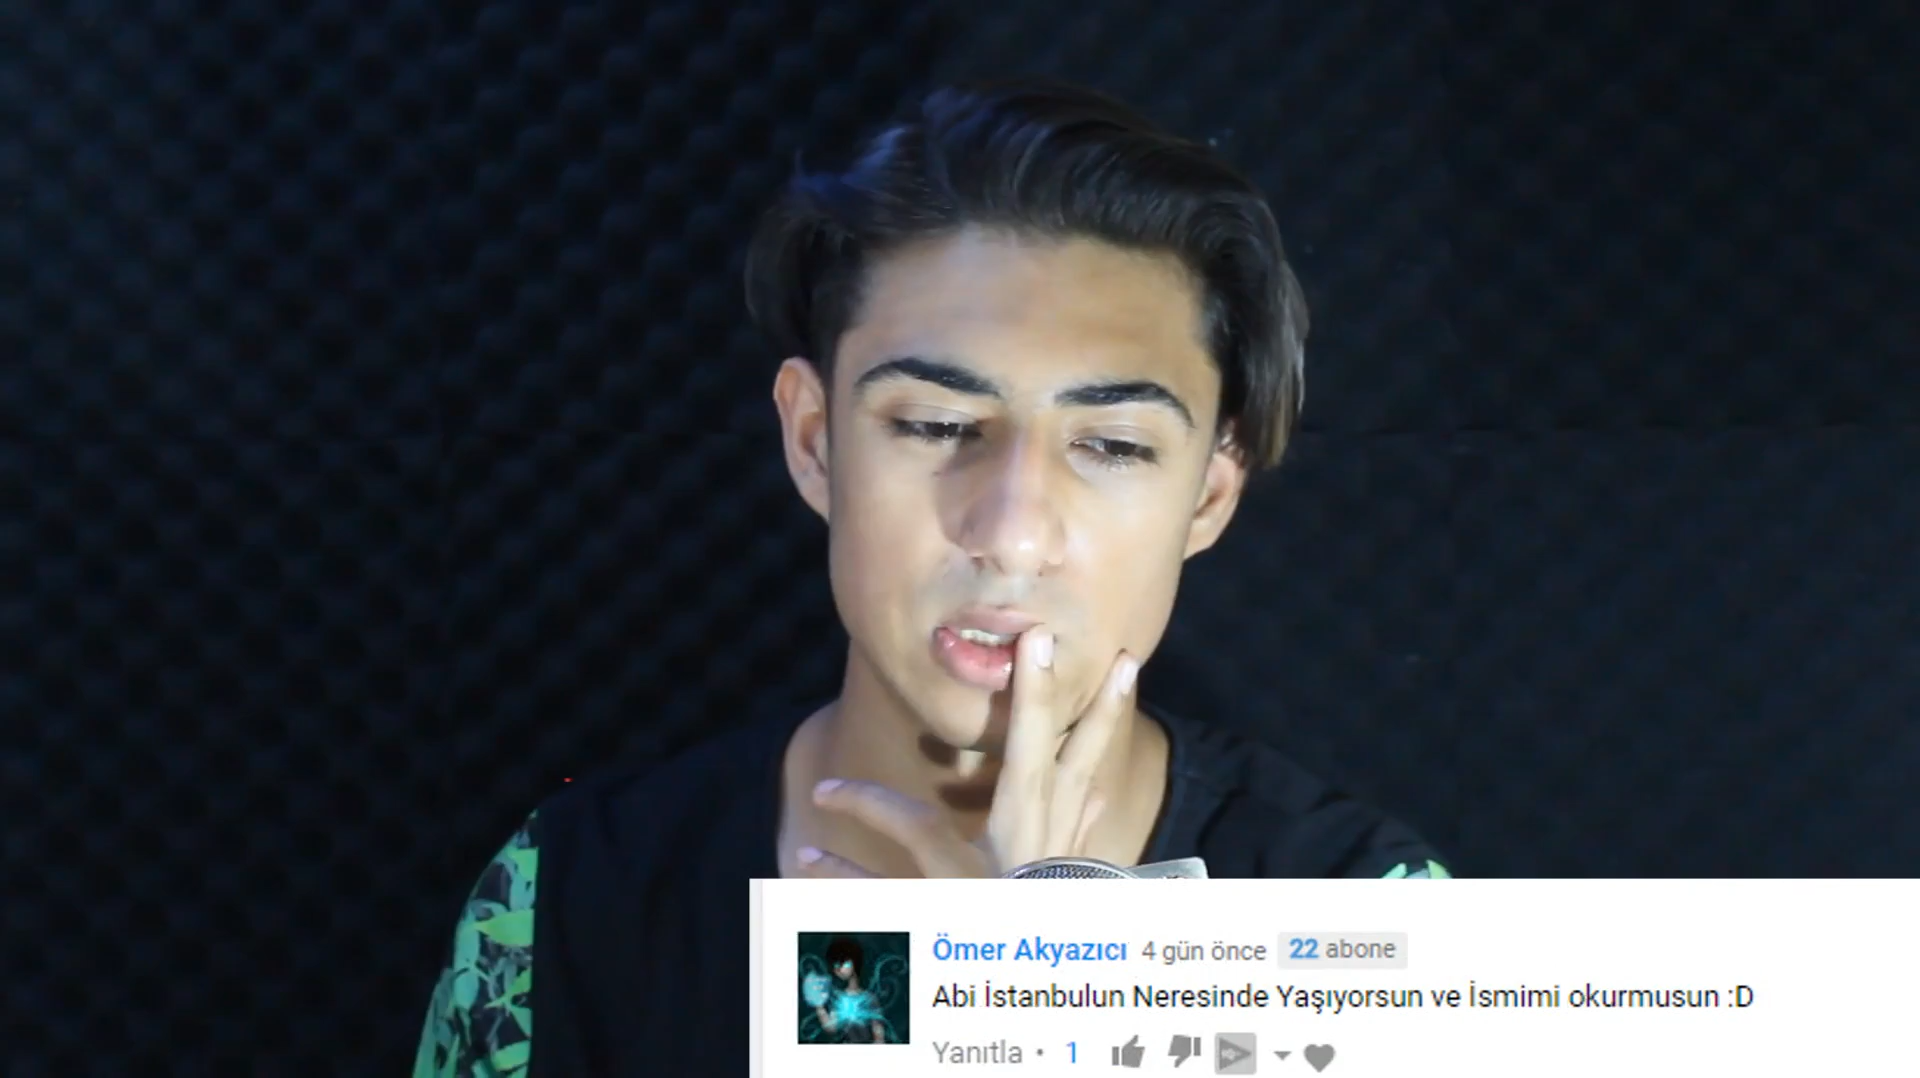 Ömer Akyazıcı 4 gün önce 22 abone
Abi İstanbulun Neresinde Yaşıyorsun ve İsmimi okurmusun :D
Yanıtla • 1